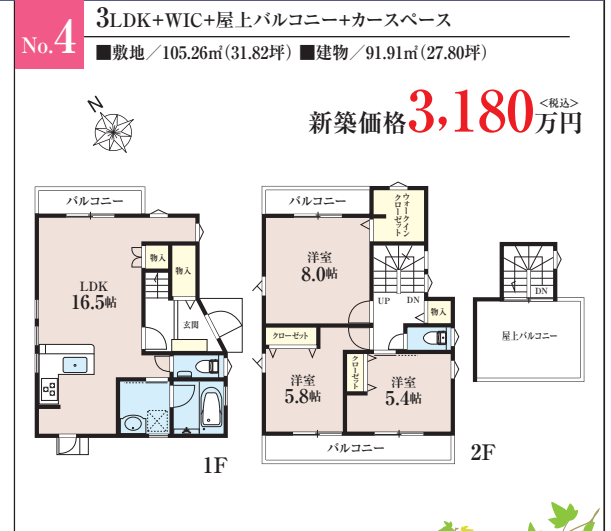 No.4
3LDK+WIC+屋上バルコニー+カースペース
■敷地／105.26㎡(31.82坪) ■建物／91.91㎡(27.80坪)
新築価格3,180万円
<税込>
N
バルコニー
物入
物入
LDK
16.5帖
玄関
1F
バルコニー
ウォークイン
クローゼット
洋室
8.0帖
UP
DN
物入
クローゼット
クローゼット
洋室
5.8帖
洋室
5.4帖
バルコニー
2F
DN
屋上バルコニー